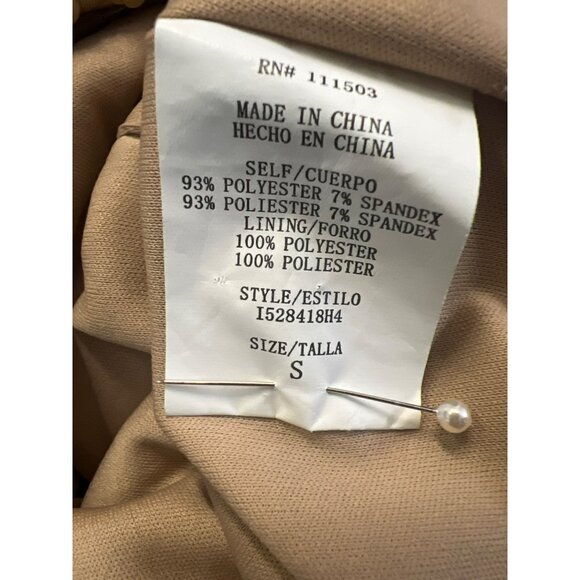 RN# 111503
MADE IN CHINA
HECHO EN CHINA
SELF/CUERPO
93% POLYESTER 7% SPANDEX
93% POLIESTER 7% SPANDEX
LINING/FORRO
100% POLYESTER
100% POLIESTER
STYLE/ESTILO
I528418H4
SIZE/TALLA
S